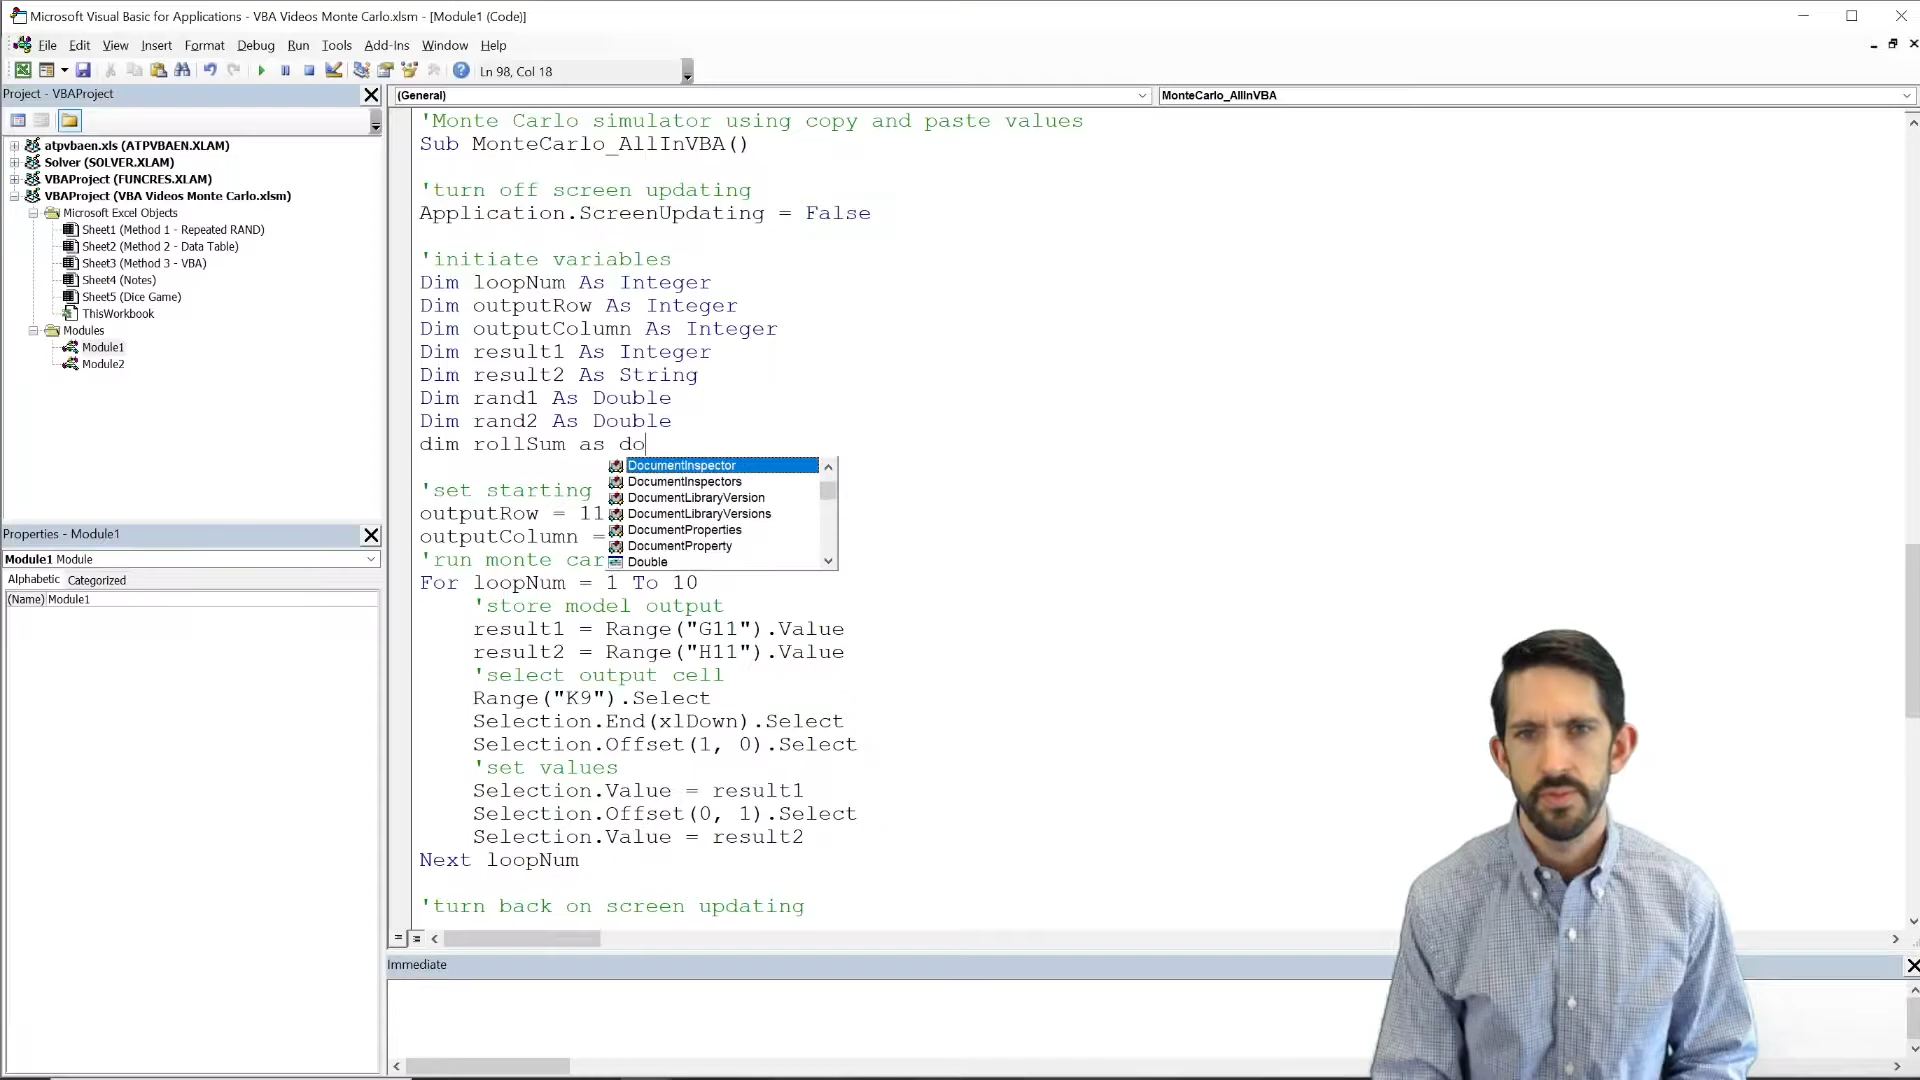 Microsoft Visual Basic for Applications - VBA Videos Monte Carlo.xlsm - [Module1 (Code)]
File Edit View Insert Format Debug Run Tools Add-Ins Window Help
Ln 98, Col 18
Project - VBAProject
atpvbaen.xls (ATPVBAEN.XLAM)
Solver (SOLVER.XLAM)
VBAProject (FUNCRES.XLAM)
VBAProject (VBA Videos Monte Carlo.xlsm)
Microsoft Excel Objects
Sheet1 (Method 1 - Repeated RAND)
Sheet2 (Method 2 - Data Table)
Sheet3 (Method 3 - VBA)
Sheet4 (Notes)
Sheet5 (Dice Game)
ThisWorkbook
Modules
Module1
Module2
Properties - Module1
Module1 Module
Alphabetic Categorized
(Name) Module1
(General) MonteCarlo_AllInVBA
'Monte Carlo simulator using copy and paste values
Sub MonteCarlo_AllInVBA()
'turn off screen updating
Application.ScreenUpdating = False
'initiate variables
Dim loopNum As Integer
Dim outputRow As Integer
Dim outputColumn As Integer
Dim result1 As Integer
Dim result2 As String
Dim rand1 As Double
Dim rand2 As Double
dim rollSum as do
DocumentInspector
DocumentInspectors
DocumentLibraryVersion
DocumentLibraryVersions
DocumentProperties
DocumentProperty
Double
'set starting
outputRow = 11
outputColumn =
'run monte car
For loopNum = 1 To 10
'store model output
result1 = Range("G11").Value
result2 = Range("H11").Value
'select output cell
Range("K9").Select
Selection.End(xlDown).Select
Selection.Offset(1, 0).Select
'set values
Selection.Value = result1
Selection.Offset(0, 1).Select
Selection.Value = result2
Next loopNum
'turn back on screen updating
Immediate